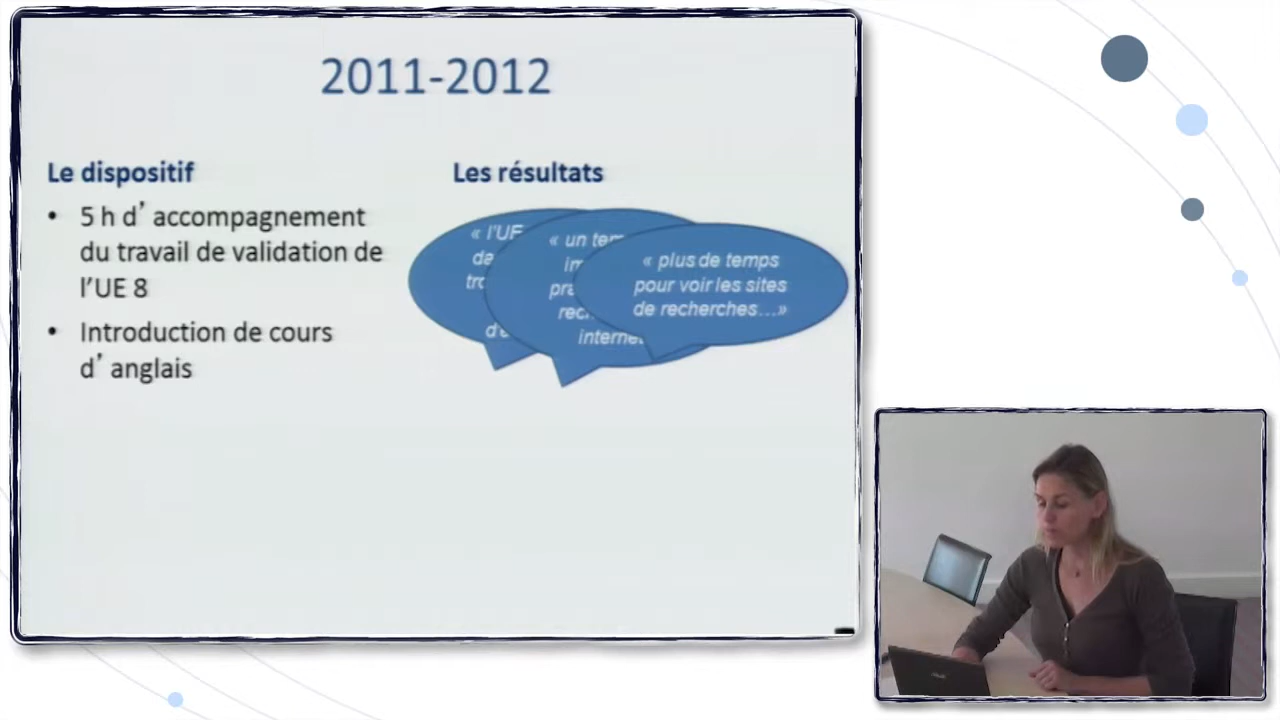 2011-2012
Le dispositif
• 5 h d’ accompagnement
du travail de validation de
l’UE 8
• Introduction de cours
d’ anglais
Les résultats
« l'UE
« un
internet
« plus de temps
pour voir les sites
de recherches…»